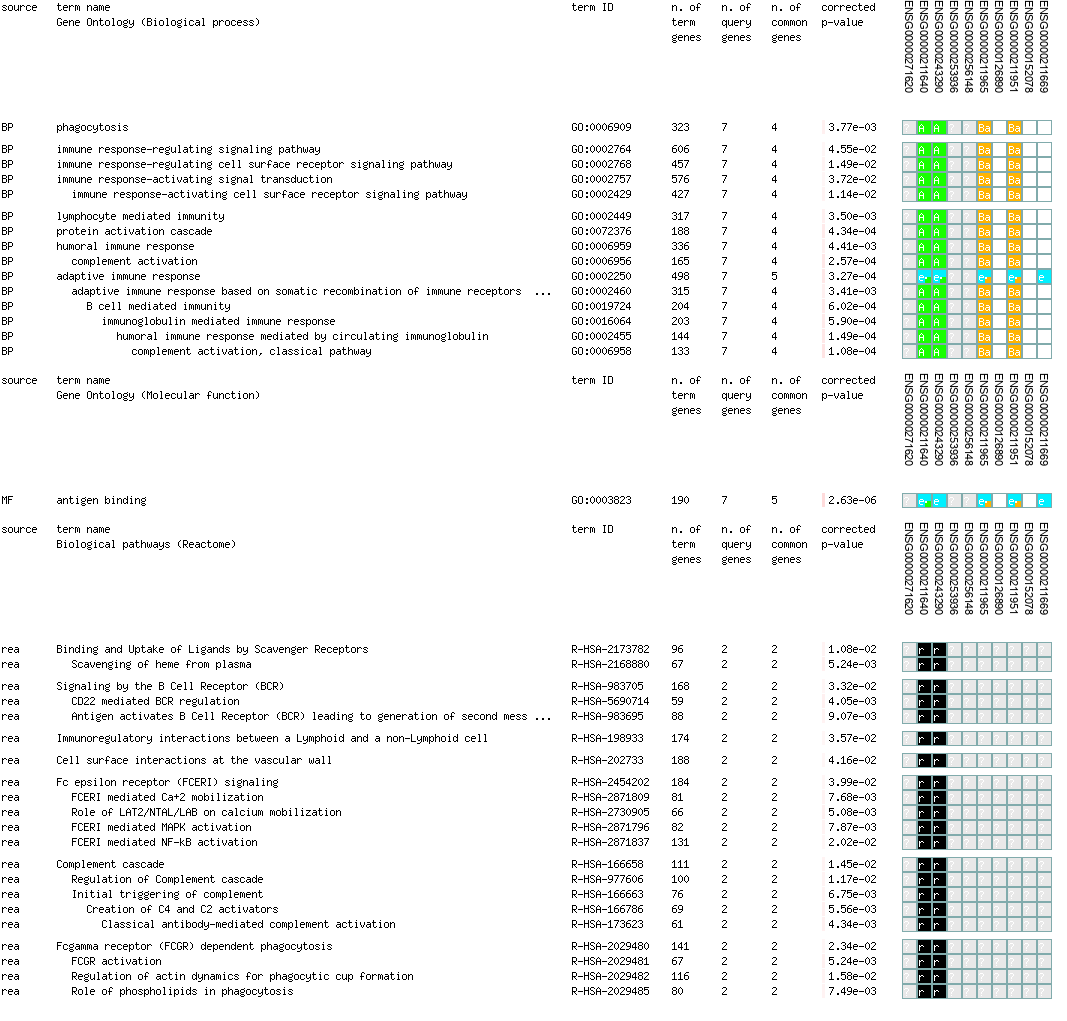 source term name term ID n. of n. of n. of corrected
Gene Ontology (Biological process) term query common p-value
genes genes genes
ENSG00000271620 ENSG00000211640 ENSG00000243290 ENSG00000253936 ENSG00000256148 ENSG00000211965 ENSG00000126890 ENSG00000211951 ENSG00000152078 ENSG00000211669
BP phagocytosis GO:0006909 323 7 4 3.77e-03 ? A A ? ? Ba Ba
BP immune response-regulating signaling pathway GO:0002764 606 7 4 4.55e-02 ? A A ? ? Ba Ba
BP immune response-regulating cell surface receptor signaling pathway GO:0002768 457 7 4 1.49e-02 ? A A ? ? Ba Ba
BP immune response-activating signal transduction GO:0002757 576 7 4 3.72e-02 ? A A ? ? Ba Ba
BP immune response-activating cell surface receptor signaling pathway GO:0002429 427 7 4 1.14e-02 ? A A ? ? Ba Ba
BP lymphocyte mediated immunity GO:0002449 317 7 4 3.50e-03 ? A A ? ? Ba Ba
BP protein activation cascade GO:0072376 188 7 4 4.34e-04 ? A A ? ? Ba Ba
BP humoral immune response GO:0006959 336 7 4 4.41e-03 ? A A ? ? Ba Ba
BP complement activation GO:0006956 165 7 4 2.57e-04 ? A A ? ? Ba Ba
BP adaptive immune response GO:0002250 498 7 5 3.27e-04 ? e e ? ? e e e
BP adaptive immune response based on somatic recombination of immune receptors ... GO:0002460 315 7 4 3.41e-03 ? A A ? ? Ba Ba
BP B cell mediated immunity GO:0019724 204 7 4 6.02e-04 ? A A ? ? Ba Ba
BP immunoglobulin mediated immune response GO:0016064 203 7 4 5.90e-04 ? A A ? ? Ba Ba
BP humoral immune response mediated by circulating immunoglobulin GO:0002455 144 7 4 1.49e-04 ? A A ? ? Ba Ba
BP complement activation, classical pathway GO:0006958 133 7 4 1.08e-04 ? A A ? ? Ba Ba
source term name term ID n. of n. of n. of corrected
Gene Ontology (Molecular function) term query common p-value
genes genes genes
ENSG00000271620 ENSG00000211640 ENSG00000243290 ENSG00000253936 ENSG00000256148 ENSG00000211965 ENSG00000126890 ENSG00000211951 ENSG00000152078 ENSG00000211669
MF antigen binding GO:0003823 190 7 5 2.63e-06 ? e e ? ? e e e
source term name term ID n. of n. of n. of corrected
Biological pathways (Reactome) term query common p-value
genes genes genes
ENSG00000271620 ENSG00000211640 ENSG00000243290 ENSG00000253936 ENSG00000256148 ENSG00000211965 ENSG00000126890 ENSG00000211951 ENSG00000152078 ENSG00000211669
rea Binding and Uptake of Ligands by Scavenger Receptors R-HSA-2173782 96 2 2 1.08e-02 ? r r ? ? ? ? ? ? ?
rea Scavenging of heme from plasma R-HSA-2168880 67 2 2 5.24e-03 ? r r ? ? ? ? ? ? ?
rea Signaling by the B Cell Receptor (BCR) R-HSA-983705 168 2 2 3.32e-02 ? r r ? ? ? ? ? ? ?
rea CD22 mediated BCR regulation R-HSA-5690714 59 2 2 4.05e-03 ? r r ? ? ? ? ? ? ?
rea Antigen activates B Cell Receptor (BCR) leading to generation of second mess ... R-HSA-983695 88 2 2 9.07e-03 ? r r ? ? ? ? ? ? ?
rea Immunoregulatory interactions between a Lymphoid and a non-Lymphoid cell R-HSA-198933 174 2 2 3.57e-02 ? r r ? ? ? ? ? ? ?
rea Cell surface interactions at the vascular wall R-HSA-202733 188 2 2 4.16e-02 ? r r ? ? ? ? ? ? ?
rea Fc epsilon receptor (FCERI) signaling R-HSA-2454202 184 2 2 3.99e-02 ? r r ? ? ? ? ? ? ?
rea FCERI mediated Ca+2 mobilization R-HSA-2871809 81 2 2 7.68e-03 ? r r ? ? ? ? ? ? ?
rea Role of LAT2/NTAL/LAB on calcium mobilization R-HSA-2730905 66 2 2 5.08e-03 ? r r ? ? ? ? ? ? ?
rea FCERI mediated MAPK activation R-HSA-2871796 82 2 2 7.87e-03 ? r r ? ? ? ? ? ? ?
rea FCERI mediated NF-kB activation R-HSA-2871837 131 2 2 2.02e-02 ? r r ? ? ? ? ? ? ?
rea Complement cascade R-HSA-166658 111 2 2 1.45e-02 ? r r ? ? ? ? ? ? ?
rea Regulation of Complement cascade R-HSA-977606 100 2 2 1.17e-02 ? r r ? ? ? ? ? ? ?
rea Initial triggering of complement R-HSA-166663 76 2 2 6.75e-03 ? r r ? ? ? ? ? ? ?
rea Creation of C4 and C2 activators R-HSA-166786 69 2 2 5.56e-03 ? r r ? ? ? ? ? ? ?
rea Classical antibody-mediated complement activation R-HSA-173623 61 2 2 4.34e-03 ? r r ? ? ? ? ? ? ?
rea Fcgamma receptor (FCGR) dependent phagocytosis R-HSA-2029480 141 2 2 2.34e-02 ? r r ? ? ? ? ? ? ?
rea FCGR activation R-HSA-2029481 67 2 2 5.24e-03 ? r r ? ? ? ? ? ? ?
rea Regulation of actin dynamics for phagocytic cup formation R-HSA-2029482 116 2 2 1.58e-02 ? r r ? ? ? ? ? ? ?
rea Role of phospholipids in phagocytosis R-HSA-2029485 80 2 2 7.49e-03 ? r r ? ? ? ? ? ? ?